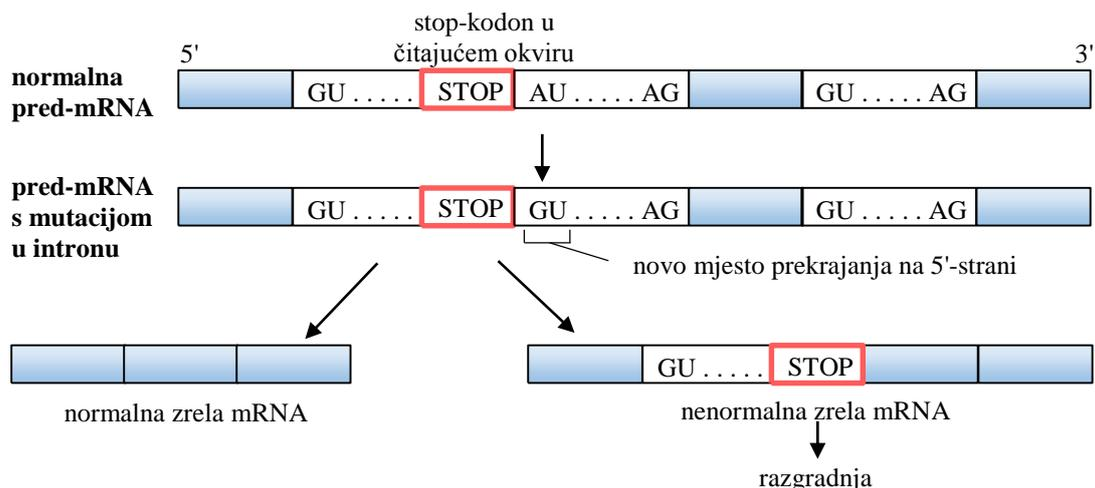 stop-kodon u
čitajućem okviru
5'
3'
normalna
pred-mRNA
GU . . . . . STOP AU . . . . . AG GU . . . . . AG
pred-mRNA
s mutacijom
u intronu
GU . . . . . STOP GU . . . . . AG GU . . . . . AG
novo mjesto prekrajanja na 5'-strani
GU . . . . . STOP
normalna zrela mRNA
nenormalna zrela mRNA
razgradnja